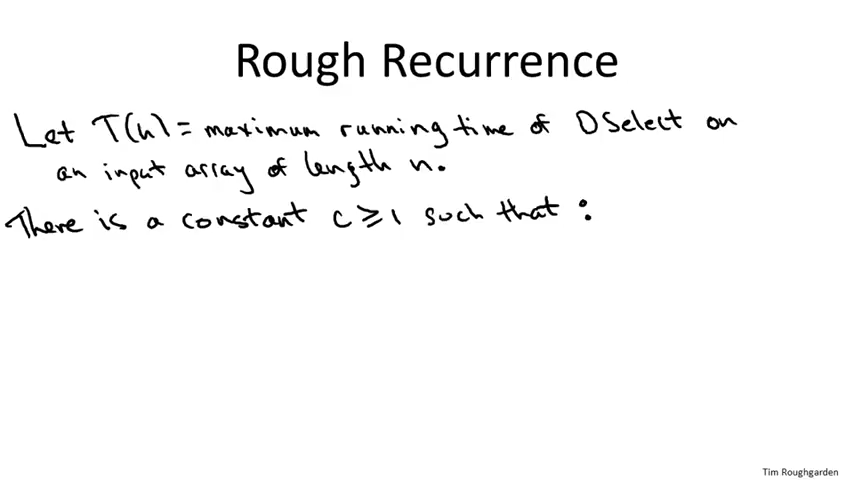 Rough Recurrence
Let T(n) = maximum running time of DSelect on
an input array of length n.
There is a constant c ≥ 1 such that :
Tim Roughgarden